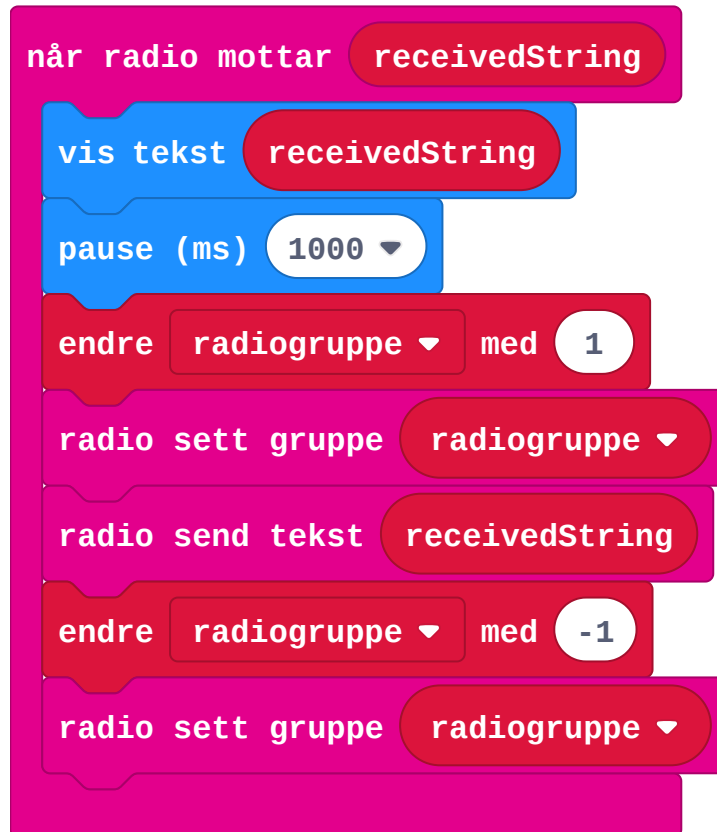 når radio mottar receivedString
vis tekst receivedString
pause (ms) 1000
endre radiogruppe med 1
radio sett gruppe radiogruppe
radio send tekst receivedString
endre radiogruppe med -1
radio sett gruppe radiogruppe